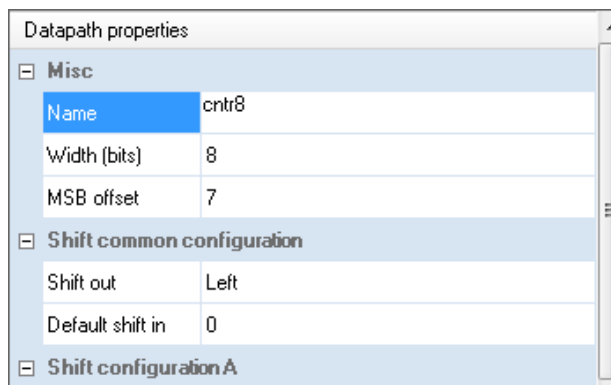 Datapath properties
Misc
Name cntr8
Width (bits) 8
MSB offset 7
Shift common configuration
Shift out Left
Default shift in 0
Shift configuration A